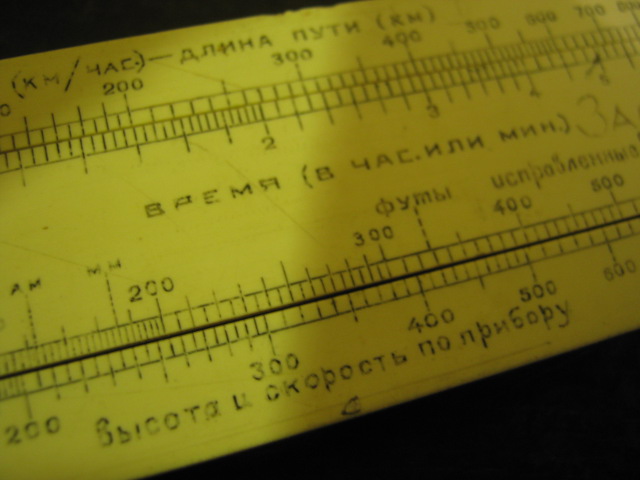 (КМ/ЧАС.)—ДЛИНА ПУТИ (КМ)
200 300 400 500 600 700
2 3 4 5
ВРЕМЯ (В ЧАС. ИЛИ МИН.)
футы исправленный
АМ МН 200 300 400 500
200 300 400 500 600
Высота и скорость по прибору